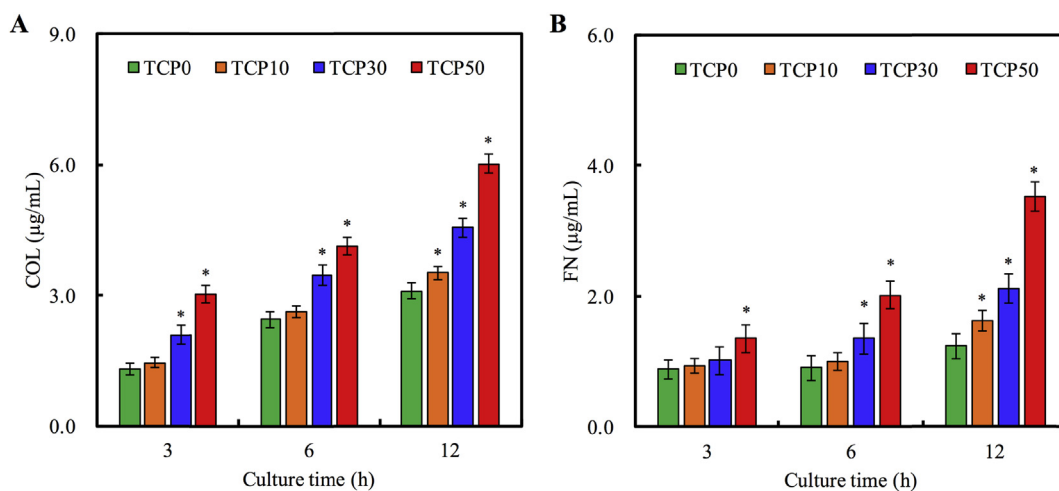 A
9.0
TCP0 TCP10 TCP30 TCP50
6.0
3.0
0.0
COL (µg/mL)
* * * * * * *
3 6 12
Culture time (h)
B
6.0
TCP0 TCP10 TCP30 TCP50
4.0
2.0
0.0
FN (µg/mL)
* * * * * *
3 6 12
Culture time (h)